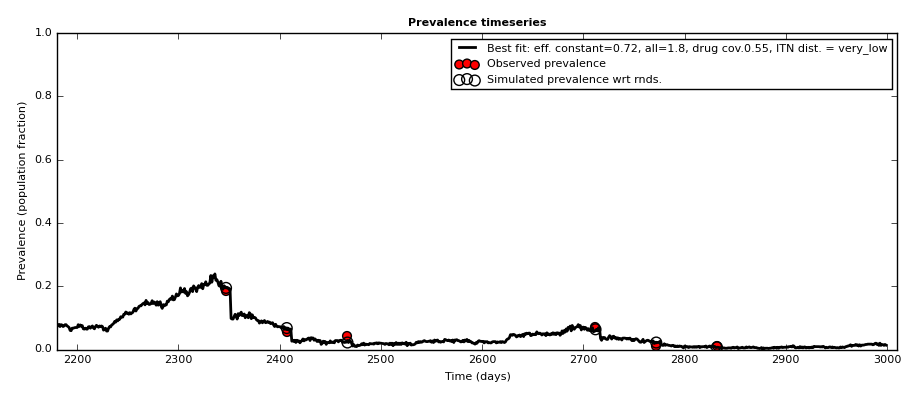 Prevalence timeseries
Best fit: eff. constant=0.72, all=1.8, drug cov.0.55, ITN dist. = very_low
Observed prevalence
Simulated prevalence wrt rnds.
Prevalence (population fraction)
1.0
0.8
0.6
0.4
0.2
0.0
2200 2300 2400 2500 2600 2700 2800 2900 3000
Time (days)